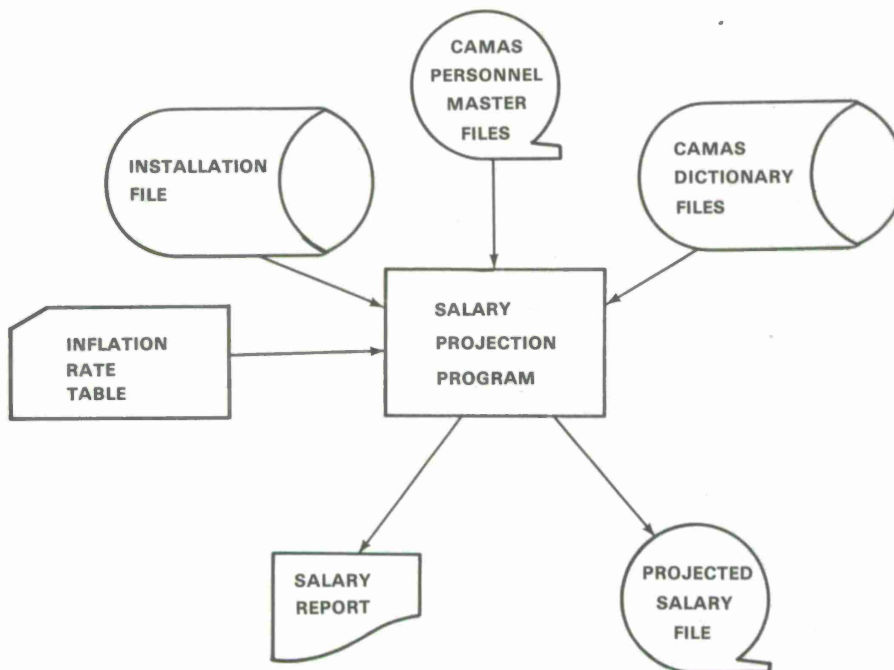 CAMAS
PERSONNEL
MASTER
FILES
INSTALLATION
FILE
CAMAS
DICTIONARY
FILES
SALARY
PROJECTION
PROGRAM
INFLATION
RATE
TABLE
SALARY
REPORT
PROJECTED
SALARY
FILE